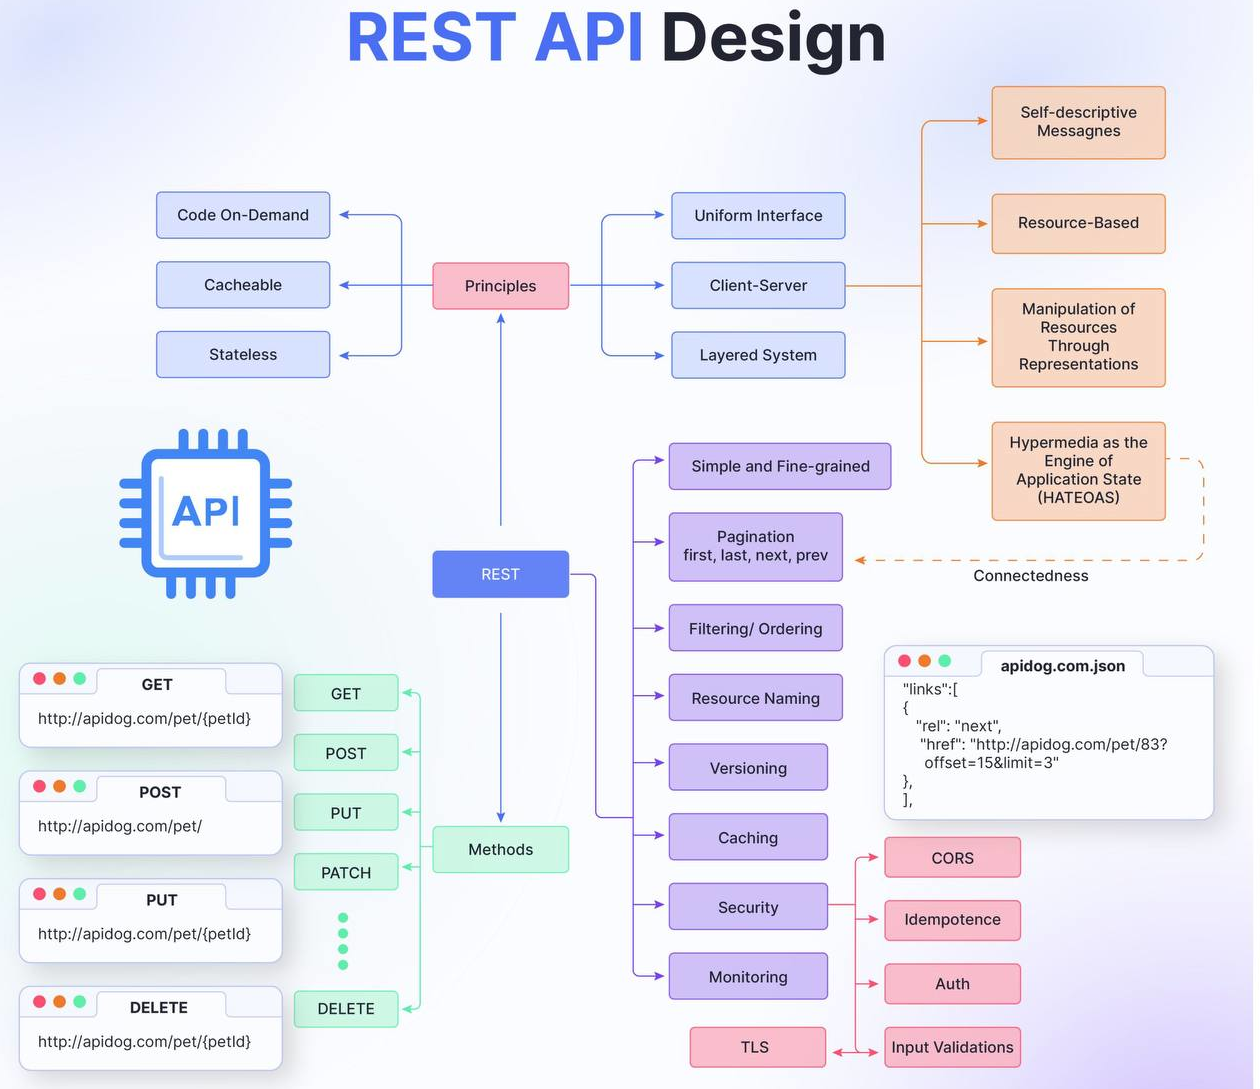 REST API Design
Self-descriptive
Messagnes
Code On-Demand
Uniform Interface
Resource-Based
Cacheable
Principles
Client-Server
Manipulation of
Resources
Through
Representations
Stateless
Layered System
Hypermedia as the
Engine of
Application State
(HATEOAS)
API
Simple and Fine-grained
Pagination
first, last, next, prev
Connectedness
REST
Filtering/ Ordering
Resource Naming
Versioning
Caching
Security
Monitoring
apidog.com.json
"links":[
{
"rel": "next",
"href": "http://apidog.com/pet/83?
offset=15&limit=3"
},
],
GET
http://apidog.com/pet/{petId}
POST
http://apidog.com/pet/
PUT
http://apidog.com/pet/{petId}
DELETE
http://apidog.com/pet/{petId}
GET
POST
PUT
PATCH
DELETE
Methods
CORS
Idempotence
Auth
TLS
Input Validations